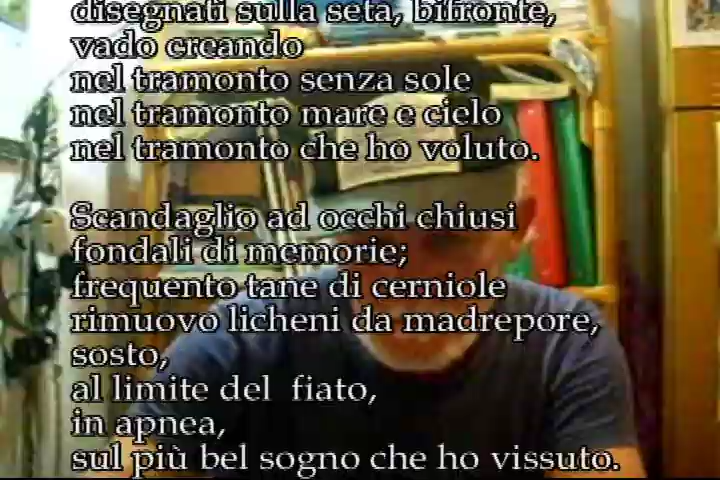 disegnati sulla seta, bifronte,
vado creando
nel tramonto senza sole
nel tramonto mare e cielo
nel tramonto che ho voluto.
Scandaglio ad occhi chiusi
fondali di memorie;
frequento tane di cerniole
rimuovo licheni da madrepore,
sosto,
al limite del fiato,
in apnea,
sul più bel sogno che ho vissuto.